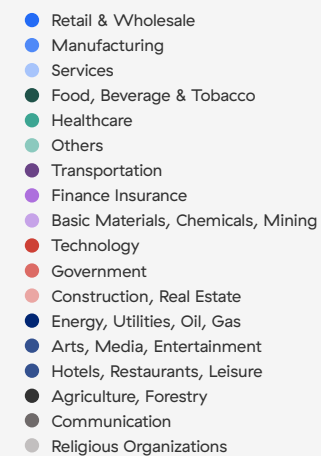 Retail & Wholesale
Manufacturing
Services
Food, Beverage & Tobacco
Healthcare
Others
Transportation
Finance Insurance
Basic Materials, Chemicals, Mining
Technology
Government
Construction, Real Estate
Energy, Utilities, Oil, Gas
Arts, Media, Entertainment
Hotels, Restaurants, Leisure
Agriculture, Forestry
Communication
Religious Organizations